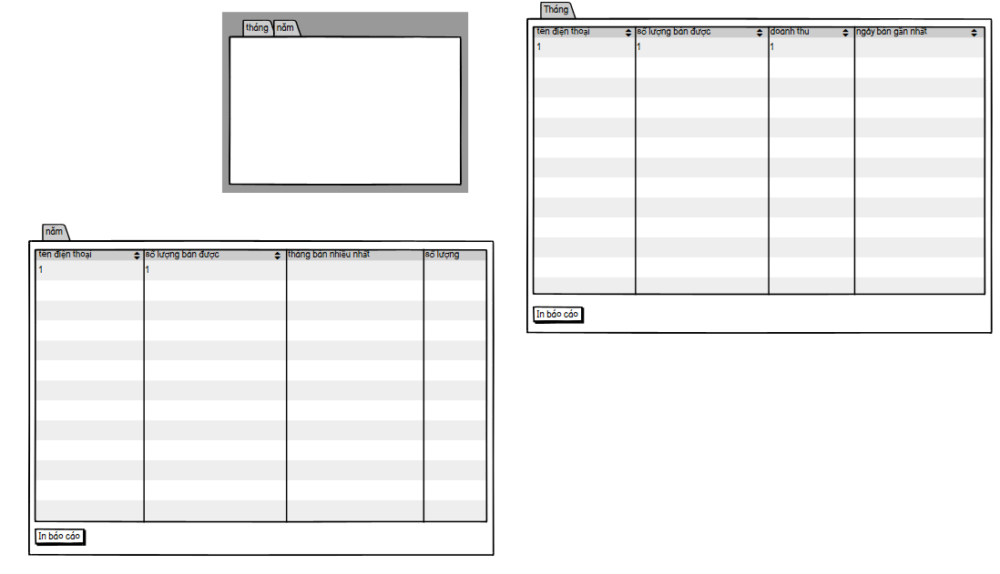 tháng năm
Tháng
tên điện thoại số lượng bán được doanh thu ngày bán gần nhất
1 1 1
In báo cáo
năm
tên điện thoại số lượng bán được tháng bán nhiều nhất số lượng
1 1
In báo cáo